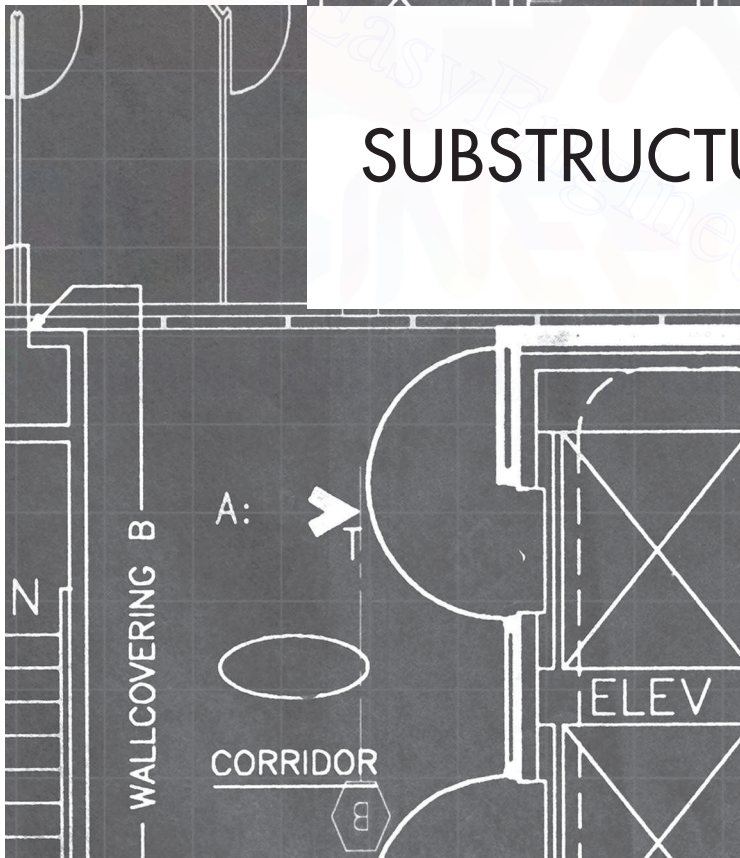 SUBSTRUCTU
A:
T
WALLCOVERING B
N
ELEV
CORRIDOR
B